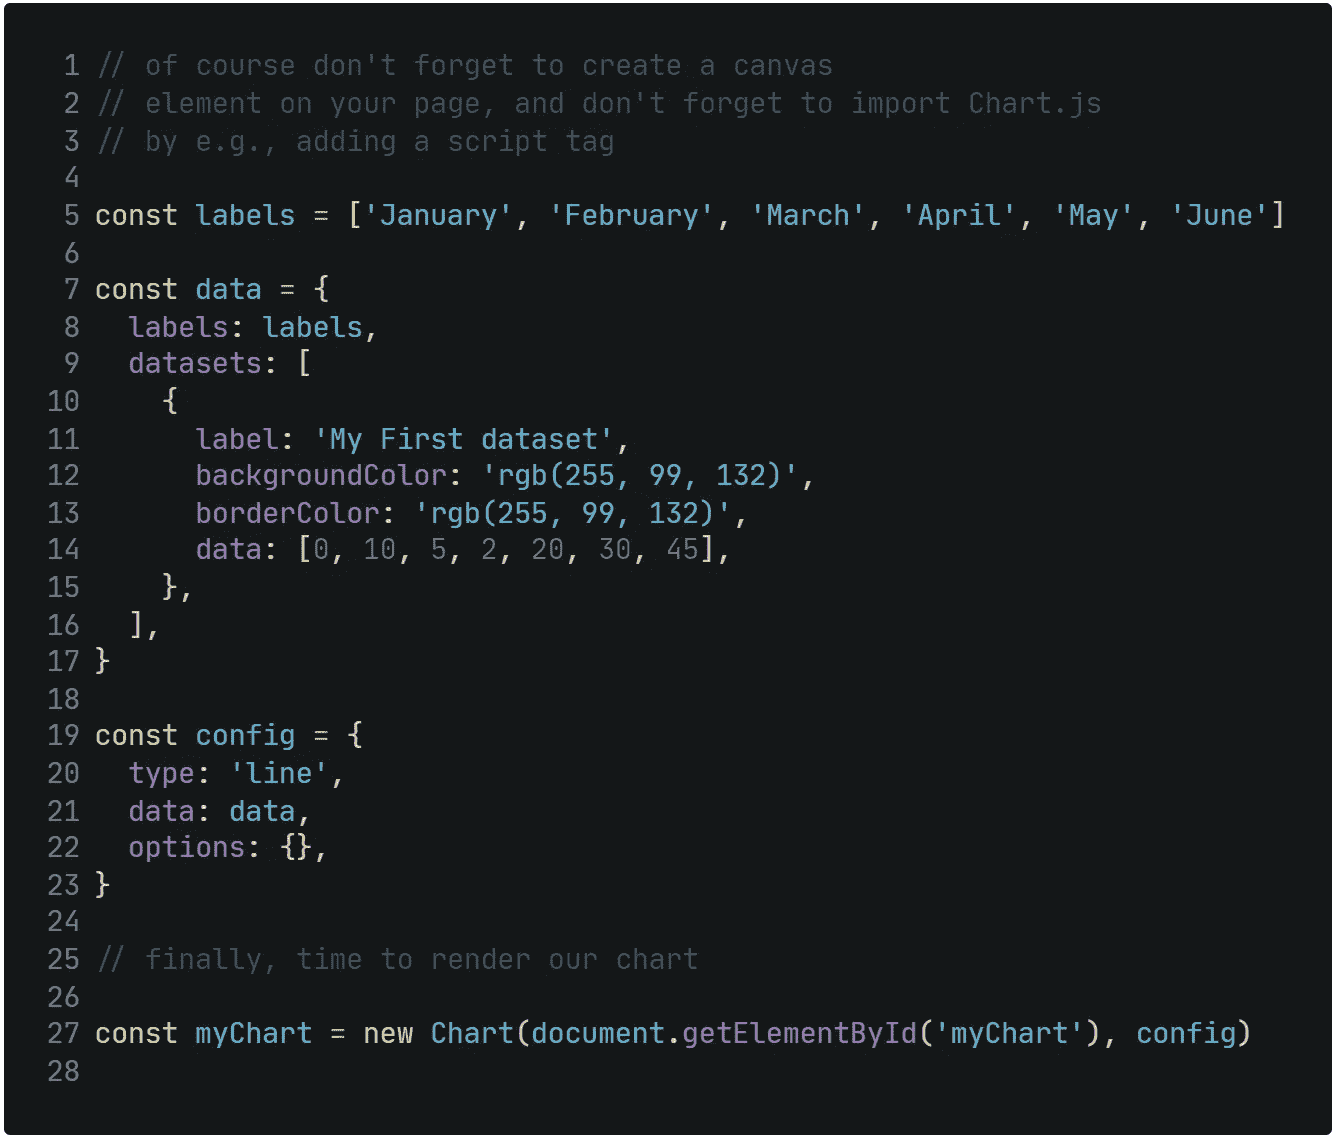 1 // of course don't forget to create a canvas
2 // element on your page, and don't forget to import Chart.js
3 // by e.g., adding a script tag
4
5 const labels = ['January', 'February', 'March', 'April', 'May', 'June']
6
7 const data = {
8   labels: labels,
9   datasets: [
10     {
11       label: 'My First dataset',
12       backgroundColor: 'rgb(255, 99, 132)',
13       borderColor: 'rgb(255, 99, 132)',
14       data: [0, 10, 5, 2, 20, 30, 45],
15     },
16   ],
17 }
18
19 const config = {
20   type: 'line',
21   data: data,
22   options: {},
23 }
24
25 // finally, time to render our chart
26
27 const myChart = new Chart(document.getElementById('myChart'), config)
28